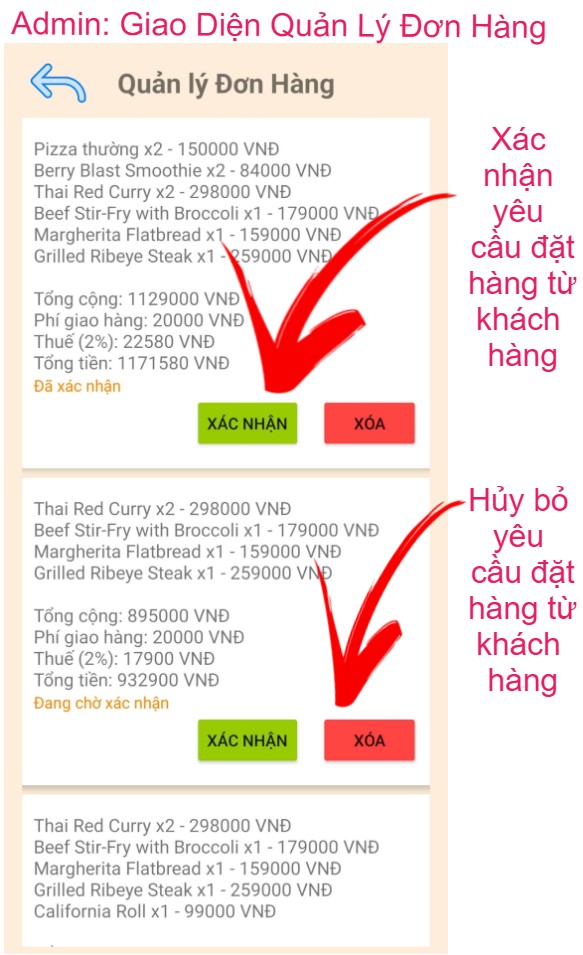 Admin: Giao Diện Quản Lý Đơn Hàng
Quản lý Đơn Hàng
Pizza thường x2 - 150000 VNĐ
Berry Blast Smoothie x2 - 84000 VNĐ
Thai Red Curry x2 - 298000 VNĐ
Beef Stir-Fry with Broccoli x1 - 179000 VNĐ
Margherita Flatbread x1 - 159000 VNĐ
Grilled Ribeye Steak x1 - 259000 VNĐ
Tổng cộng: 1129000 VNĐ
Phí giao hàng: 20000 VNĐ
Thuế (2%): 22580 VNĐ
Tổng tiền: 1171580 VNĐ
Đã xác nhận
XÁC NHẬN XÓA
Xác
nhận
yêu
cầu đặt
hàng từ
khách
hàng
Thai Red Curry x2 - 298000 VNĐ
Beef Stir-Fry with Broccoli x1 - 179000 VNĐ
Margherita Flatbread x1 - 159000 VNĐ
Grilled Ribeye Steak x1 - 259000 VNĐ
Tổng cộng: 895000 VNĐ
Phí giao hàng: 20000 VNĐ
Thuế (2%): 17900 VNĐ
Tổng tiền: 932900 VNĐ
Đang chờ xác nhận
XÁC NHẬN XÓA
Hủy bỏ
yêu
cầu đặt
hàng từ
khách
hàng
Thai Red Curry x2 - 298000 VNĐ
Beef Stir-Fry with Broccoli x1 - 179000 VNĐ
Margherita Flatbread x1 - 159000 VNĐ
Grilled Ribeye Steak x1 - 259000 VNĐ
California Roll x1 - 99000 VNĐ